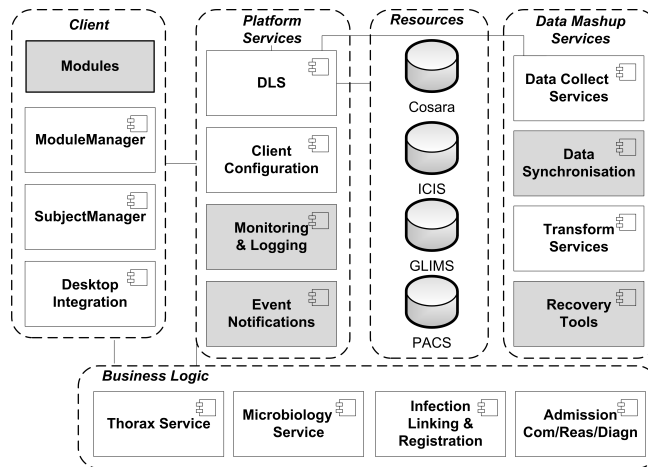 Client
Modules
ModuleManager
SubjectManager
Desktop
Integration
Platform
Services
DLS
Client
Configuration
Monitoring
& Logging
Event
Notifications
Resources
Cosara
ICIS
GLIMS
PACS
Data Mashup
Services
Data Collect
Services
Data
Synchronisation
Transform
Services
Recovery
Tools
Business Logic
Thorax Service
Microbiology
Service
Infection
Linking &
Registration
Admission
Com/Reas/Diagn